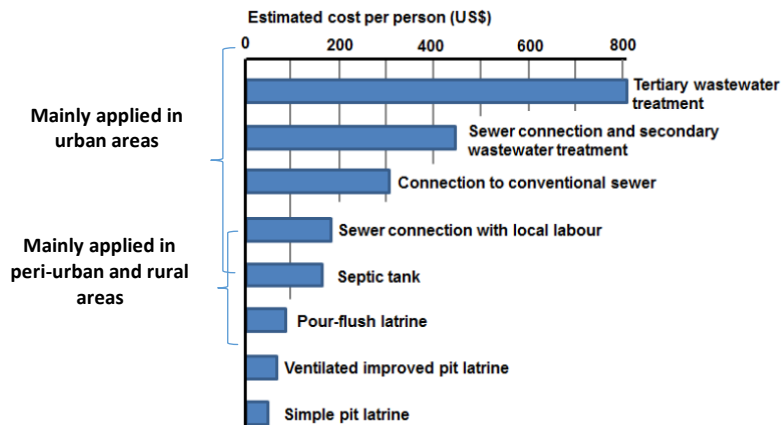 Estimated cost per person (US$)
0 200 400 600 800
Tertiary wastewater
treatment
Mainly applied in
urban areas
Sewer connection and secondary
wastewater treatment
Connection to conventional sewer
Sewer connection with local labour
Mainly applied in
peri-urban and rural
areas
Septic tank
Pour-flush latrine
Ventilated improved pit latrine
Simple pit latrine